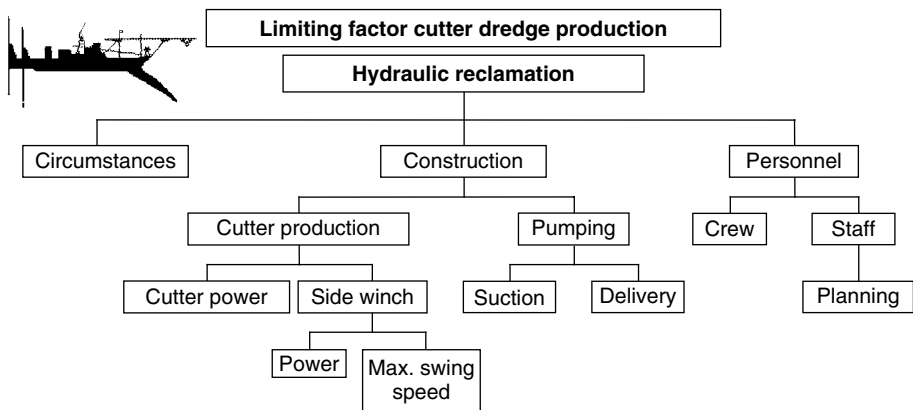 Limiting factor cutter dredge production
Hydraulic reclamation
Circumstances
Construction
Personnel
Cutter production
Pumping
Crew
Staff
Cutter power
Side winch
Suction
Delivery
Planning
Power
Max. swing
speed